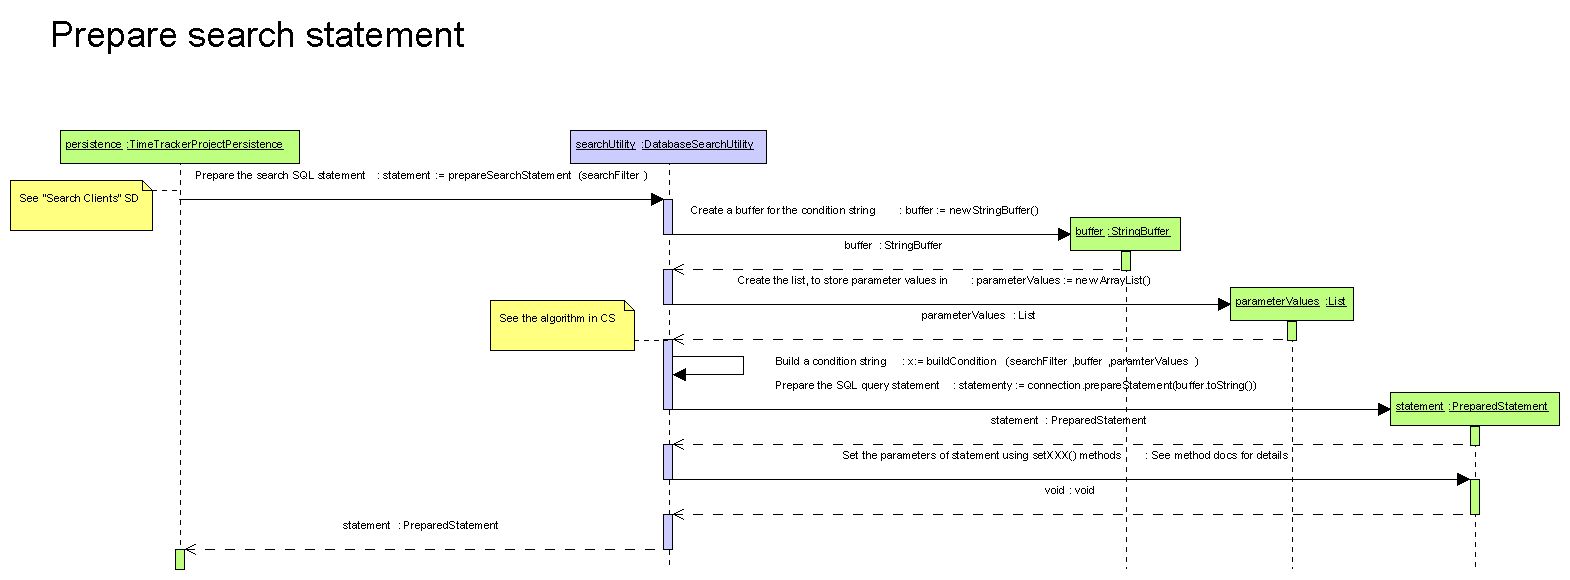 Prepare search statement
persistence :TimeTrackerProjectPersistence
searchUtility :DatabaseSearchUtility
Prepare the search SQL statement : statement := prepareSearchStatement (searchFilter )
See "Search Clients" SD
Create a buffer for the condition string : buffer := new StringBuffer()
buffer :StringBuffer
buffer : StringBuffer
Create the list, to store parameter values in : parameterValues := new ArrayList()
parameterValues :List
parameterValues : List
See the algorithm in CS
Build a condition string : x:= buildCondition (searchFilter ,buffer ,paramterValues )
Prepare the SQL query statement : statementy := connection.prepareStatement(buffer.toString())
statement :PreparedStatement
statement : PreparedStatement
Set the parameters of statement using setXXX() methods : See method docs for details
void : void
statement : PreparedStatement